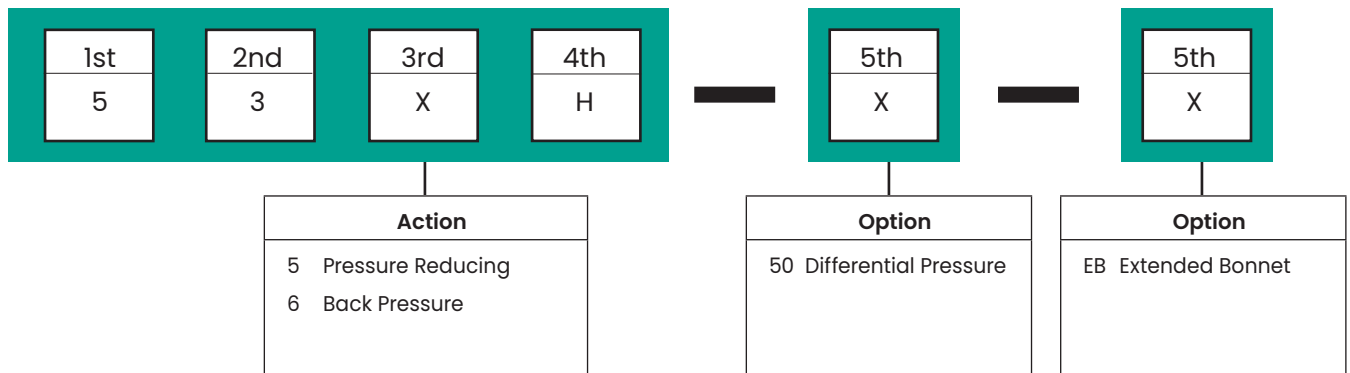 1st
5
2nd
3
3rd
X
4th
H
5th
X
5th
X
Action
5 Pressure Reducing
6 Back Pressure
Option
50 Differential Pressure
Option
EB Extended Bonnet